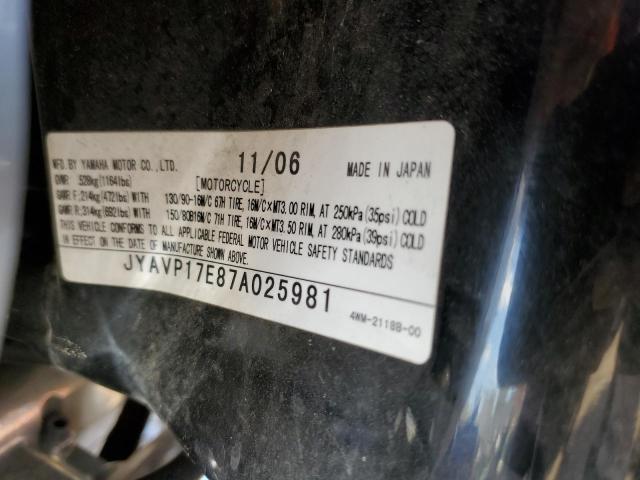 MFD.BY YAMAHA MOTOR CO.,LTD. 11/06 MADE IN JAPAN
[MOTORCYCLE]
GVWR : 528kg(1164lbs)
GAWR F:214kg(472lbs) WITH 130/90-16M/C 67H TIRE, 16M/C×MT3.00 RIM, AT 250kPa(36psi) COLD
GAWR R:314kg(692lbs) WITH 150/80B16M/C 71H TIRE, 16M/C×MT3.50 RIM, AT 280kPa(39psi) COLD
THIS VEHICLE CONFORMS TO ALL APPLICABLE FEDERAL MOTOR VEHICLE SAFETY STANDARDS
IN EFFECT ON THE DATE OF MANUFACTURE SHOWN ABOVE.
JYAVP17E87A025981
4WM-2118B-00